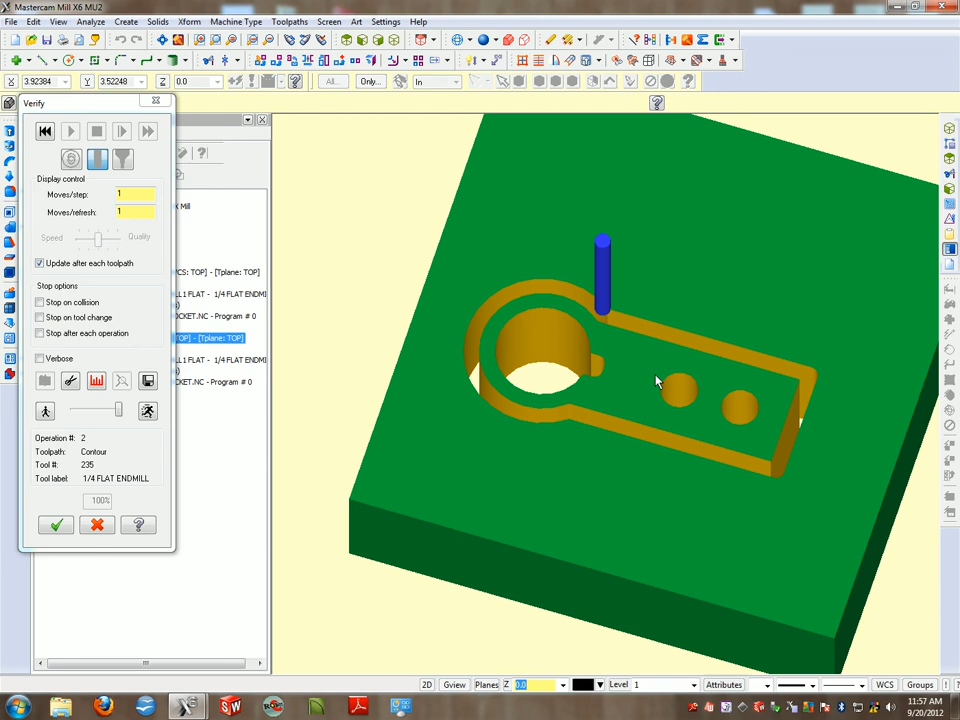 Mastercam Mill X6 MU2
File Edit View Analyze Create Solids Xform Machine Type Toolpaths Screen Art Settings Help
X 3.92384 Y 3.52248 Z 0.0 All... Only... In
Verify
Display control
Moves/step: 1
Moves/refresh: 1
Speed Quality
Update after each toolpath
Stop options
Stop on collision
Stop on tool change
Stop after each operation
Verbose
Operation #: 2
Toolpath: Contour
Tool #: 235
Tool label: 1/4 FLAT ENDMILL
100%
X Mill
CS: TOP] - [Tplane: TOP]
LL1 FLAT - 1/4 FLAT ENDMI
OCKET.NC - Program # 0
TOP] - [Tplane: TOP]
LL1 FLAT - 1/4 FLAT ENDMI
OCKET.NC - Program # 0
2D Gview Planes Z 0.0 Level 1 Attributes WCS Groups
11:57 AM
9/20/2012